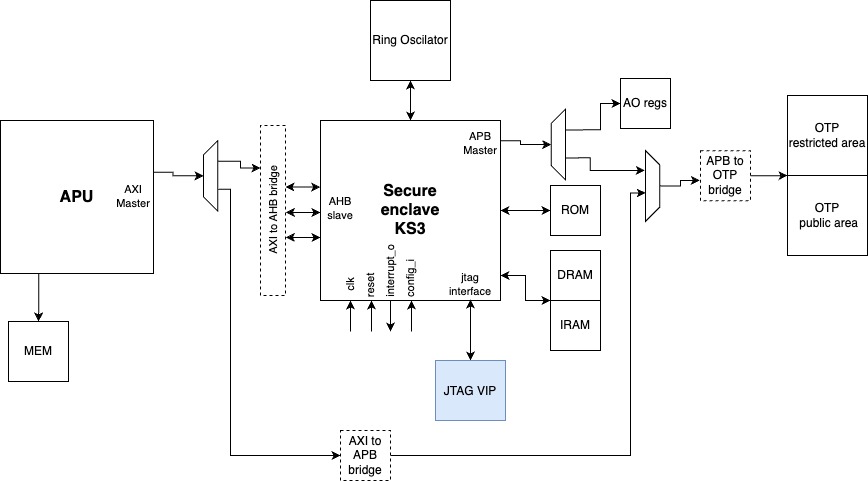 Ring Oscilator
APU
AXI
Master
MEM
AXI to AHB bridge
AHB
slave
Secure
enclave
KS3
APB
Master
clk
reset
interrupt_o
config_i
jtag
interface
JTAG VIP
AO regs
ROM
DRAM
IRAM
APB to
OTP
bridge
OTP
restricted area
OTP
public area
AXI to
APB
bridge